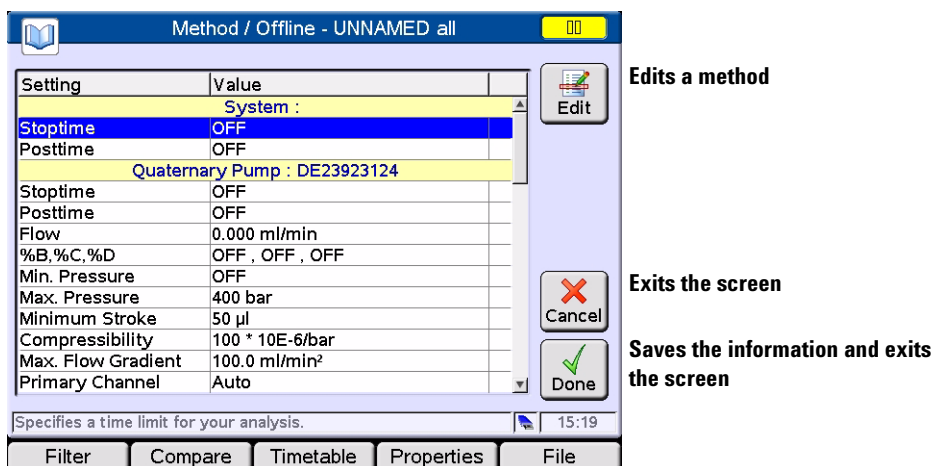 Method / Offline - UNNAMED all
Setting Value
System :
Stoptime OFF
Posttime OFF
Quaternary Pump : DE23923124
Stoptime OFF
Posttime OFF
Flow 0.000 ml/min
%B,%C,%D OFF , OFF , OFF
Min. Pressure OFF
Max. Pressure 400 bar
Minimum Stroke 50 µl
Compressibility 100 * 10E-6/bar
Max. Flow Gradient 100.0 ml/min²
Primary Channel Auto
Edit
Edits a method
Cancel
Exits the screen
Done
Saves the information and exits
the screen
Specifies a time limit for your analysis. 15:19
Filter Compare Timetable Properties File